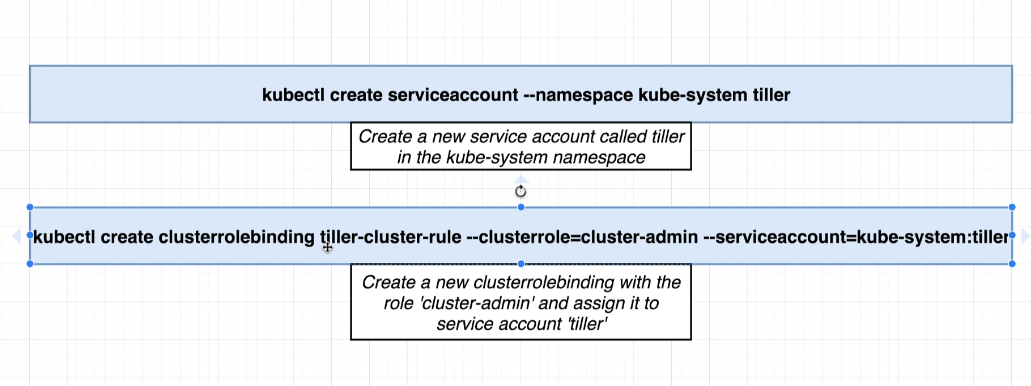 kubectl create serviceaccount --namespace kube-system tiller
Create a new service account called tiller
in the kube-system namespace
kubectl create clusterrolebinding tiller-cluster-rule --clusterrole=cluster-admin --serviceaccount=kube-system:tiller
Create a new clusterrolebinding with the
role 'cluster-admin' and assign it to
service account 'tiller'